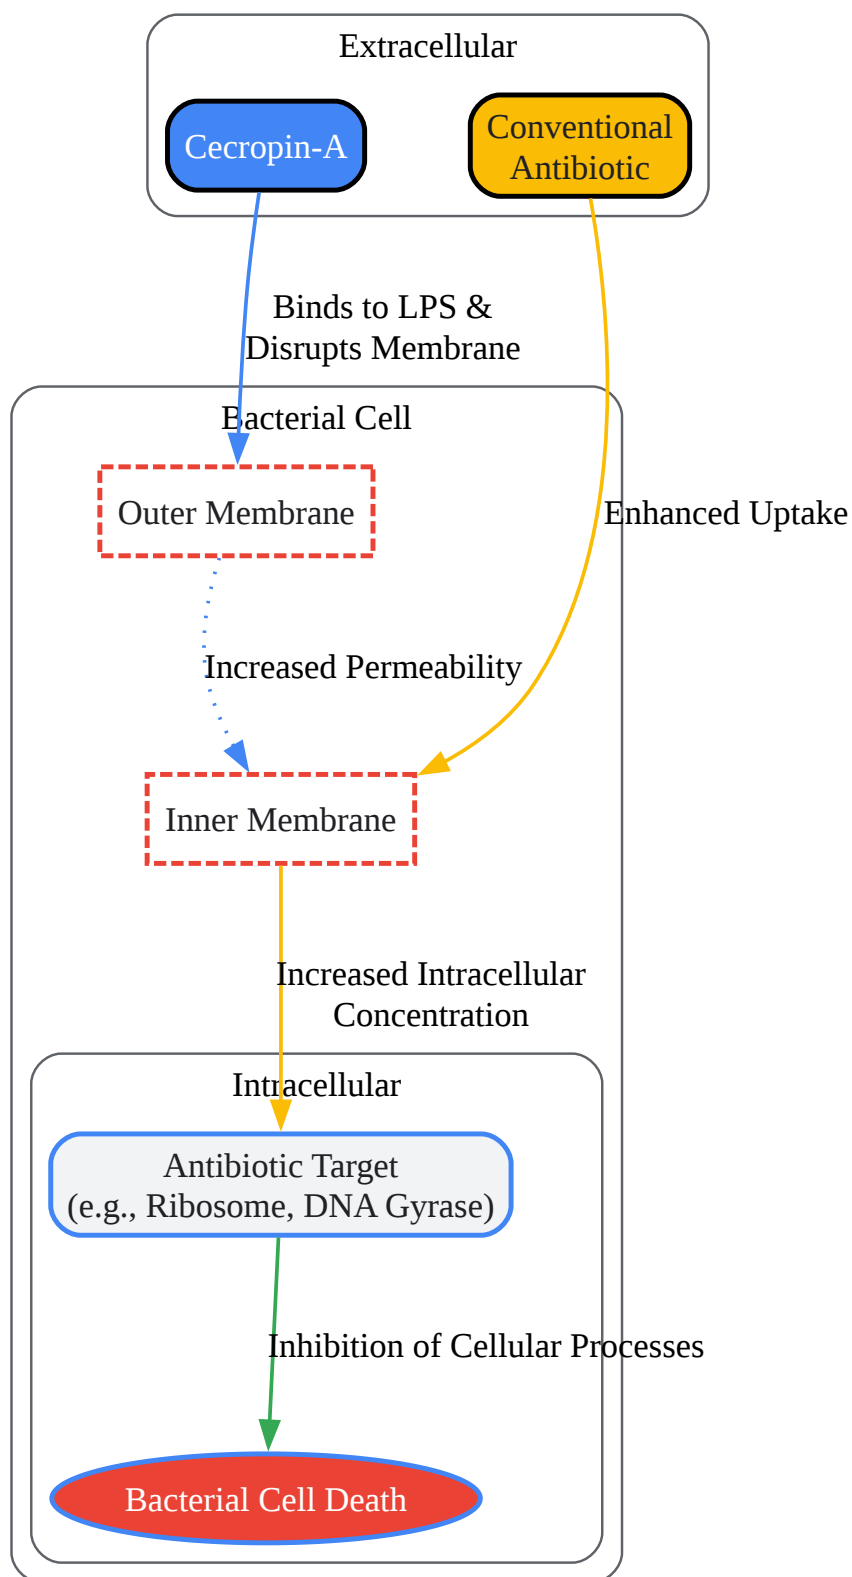 Extracellular
Cecropin-A
Conventional
Antibiotic
Binds to LPS &
Disrupts Membrane
Bacterial Cell
Outer Membrane
Enhanced Uptake
Increased Permeability
Inner Membrane
Increased Intracellular
Concentration
Intracellular
Antibiotic Target
(e.g., Ribosome, DNA Gyrase)
Inhibition of Cellular Processes
Bacterial Cell Death